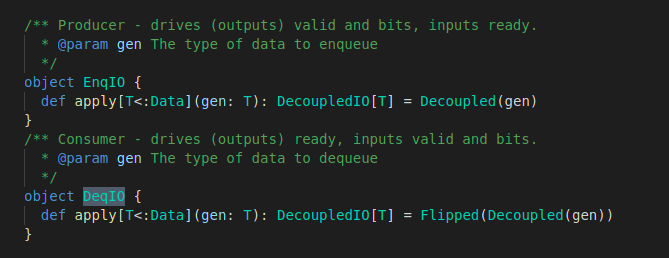 /** Producer - drives (outputs) valid and bits, inputs ready.
  * @param gen The type of data to enqueue
  */
object EnqIO {
  def apply[T<:Data](gen: T): DecoupledIO[T] = Decoupled(gen)
}
/** Consumer - drives (outputs) ready, inputs valid and bits.
  * @param gen The type of data to dequeue
  */
object DeqIO {
  def apply[T<:Data](gen: T): DecoupledIO[T] = Flipped(Decoupled(gen))
}